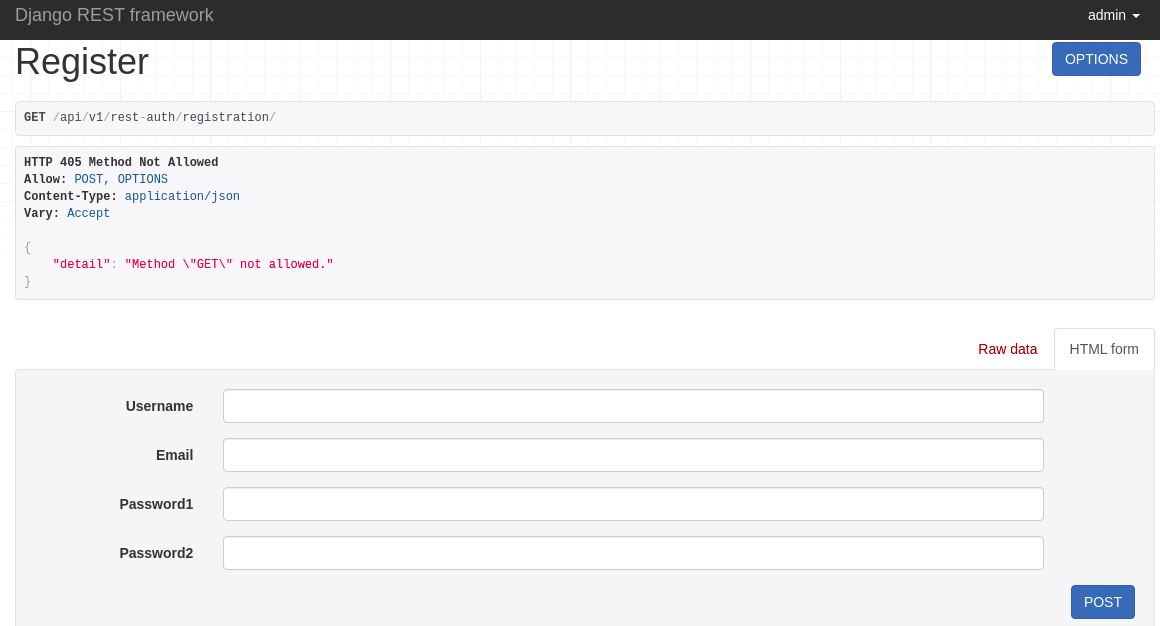 Django REST framework
admin
Register
OPTIONS
GET /api/v1/rest-auth/registration/
HTTP 405 Method Not Allowed
Allow: POST, OPTIONS
Content-Type: application/json
Vary: Accept
{
"detail": "Method \"GET\" not allowed."
}
Raw data
HTML form
Username
Email
Password1
Password2
POST